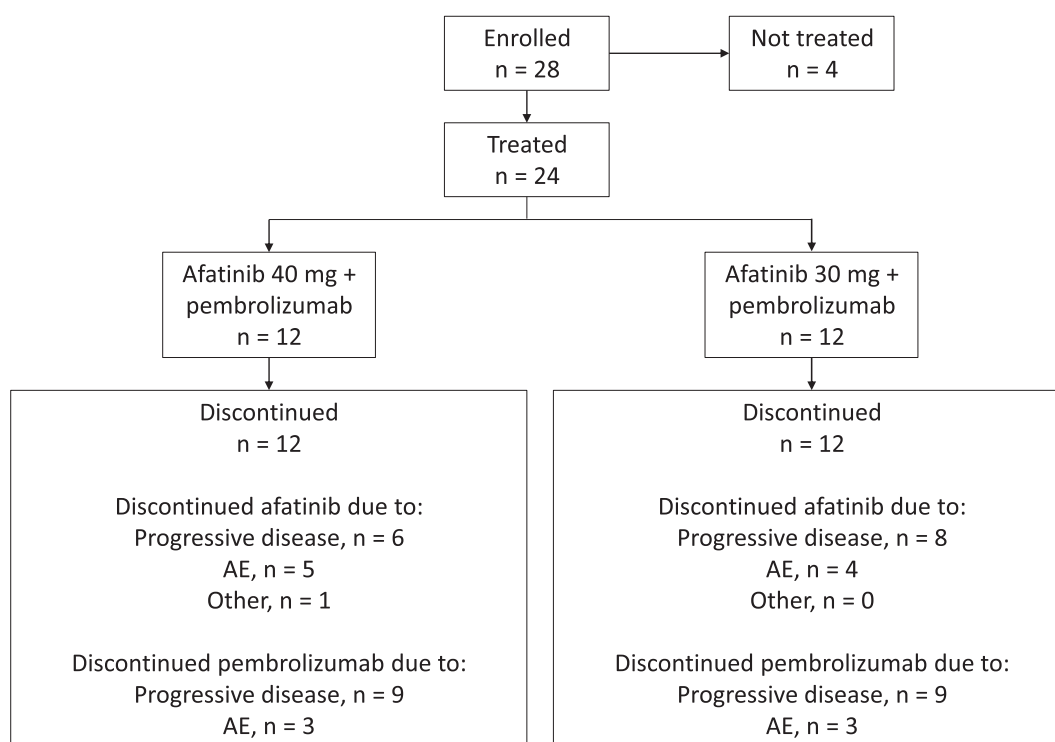 Enrolled
n = 28
Not treated
n = 4
Treated
n = 24
Afatinib 40 mg +
pembrolizumab
n = 12
Afatinib 30 mg +
pembrolizumab
n = 12
Discontinued
n = 12
Discontinued afatinib due to:
Progressive disease, n = 6
AE, n = 5
Other, n = 1
Discontinued pembrolizumab due to:
Progressive disease, n = 9
AE, n = 3
Discontinued
n = 12
Discontinued afatinib due to:
Progressive disease, n = 8
AE, n = 4
Other, n = 0
Discontinued pembrolizumab due to:
Progressive disease, n = 9
AE, n = 3